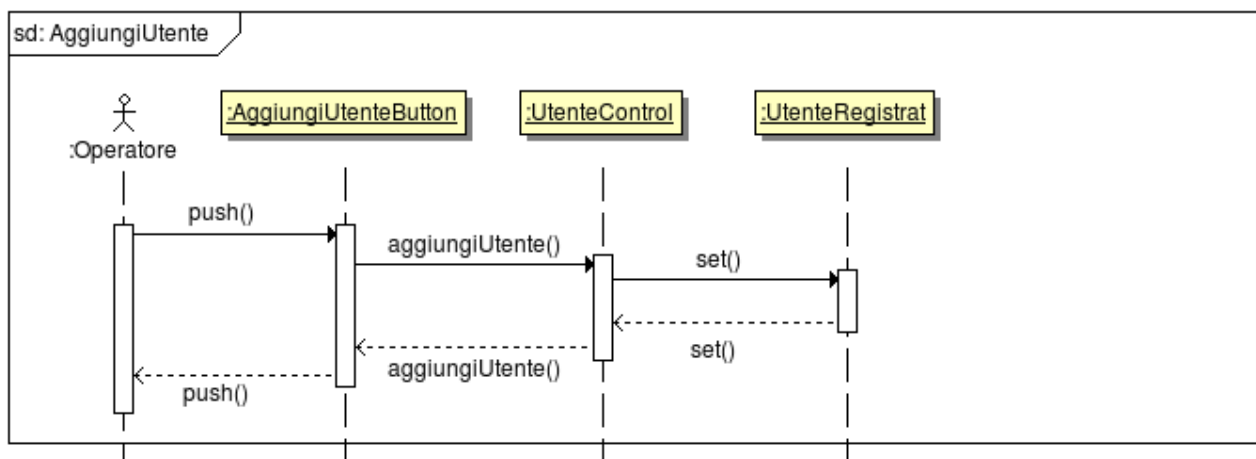 sd: AggiungiUtente
:Operatore
:AggiungiUtenteButton
:UtenteControl
:UtenteRegistrat
push()
aggiungiUtente()
set()
set()
aggiungiUtente()
push()